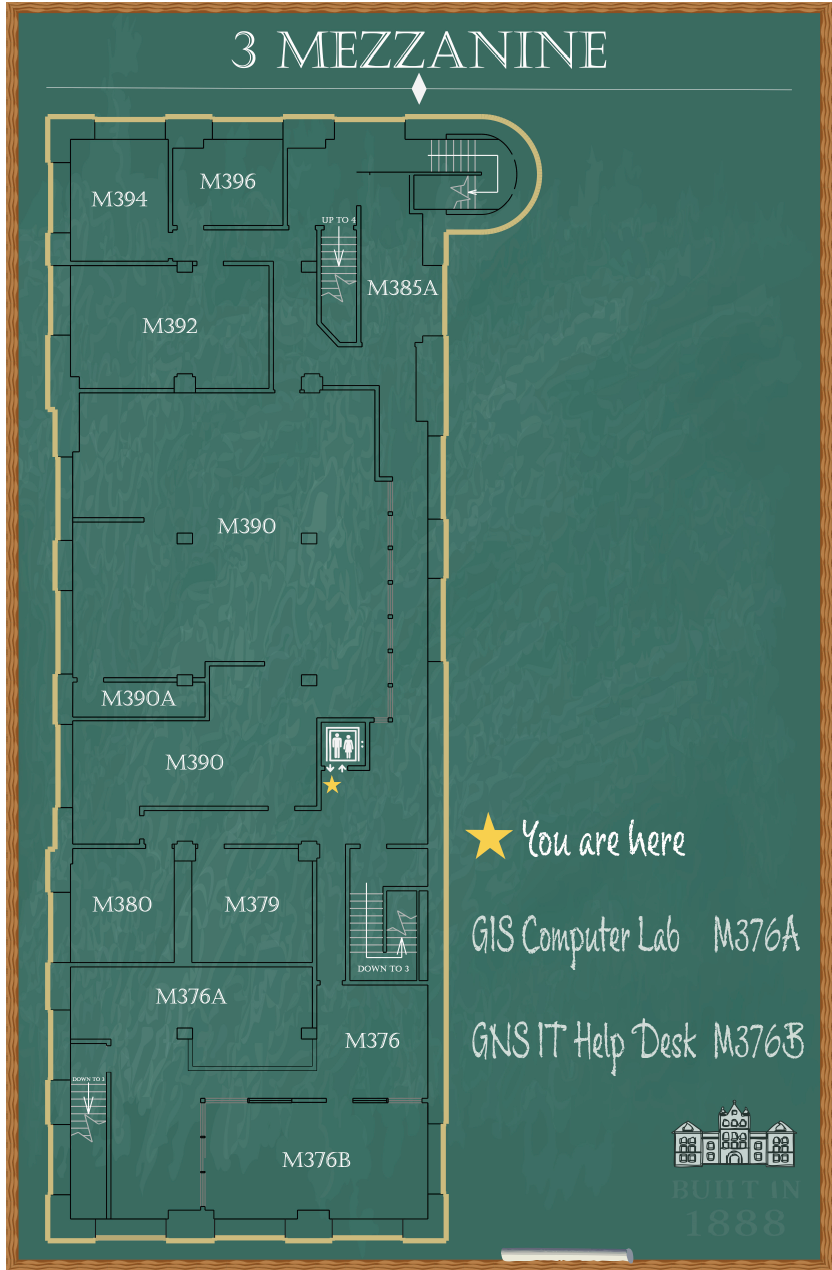 3 MEZZANINE
M394
M396
UP TO 4
M385A
M392
M390
M390A
M390
You are here
M380
M379
GIS Computer Lab M376A
DOWN TO 3
M376A
M376
GNS IT Help Desk M376B
DOWN TO 3
M376B
BUILT IN
1888